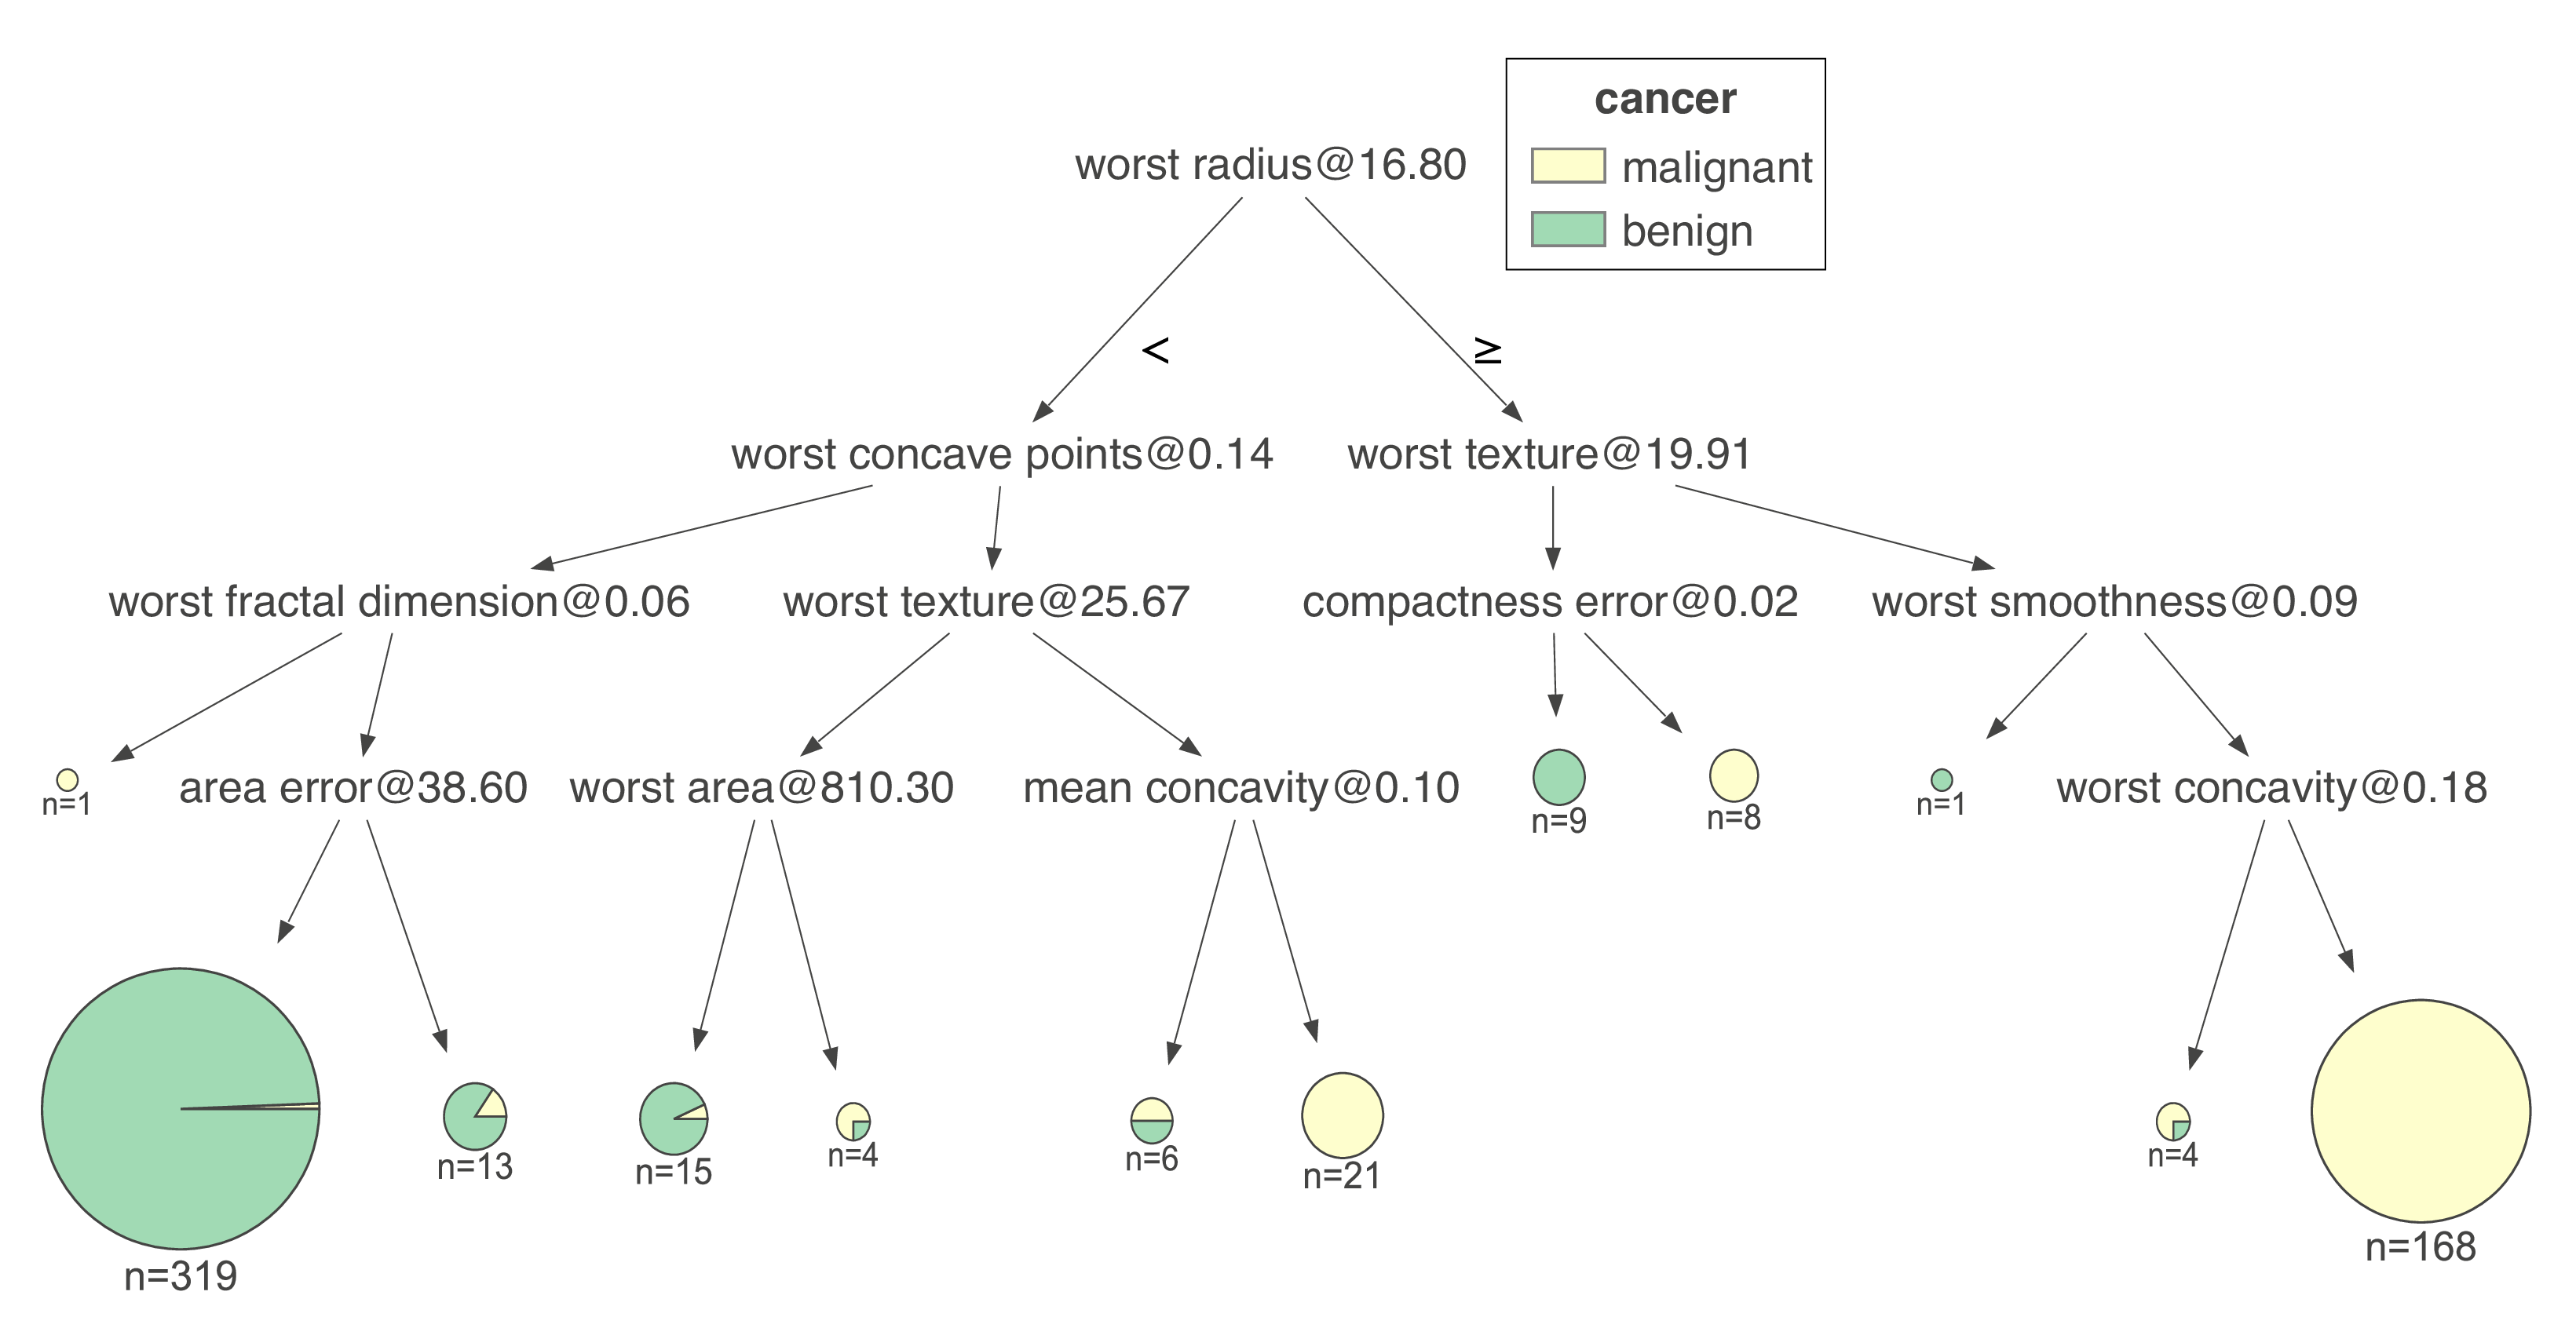 cancer
malignant
benign
worst radius@16.80
<
≥
worst concave points@0.14
worst texture@19.91
worst fractal dimension@0.06
worst texture@25.67
compactness error@0.02
worst smoothness@0.09
n=1
area error@38.60
worst area@810.30
mean concavity@0.10
n=9
n=8
n=1
worst concavity@0.18
n=319
n=13
n=15
n=4
n=6
n=21
n=4
n=168